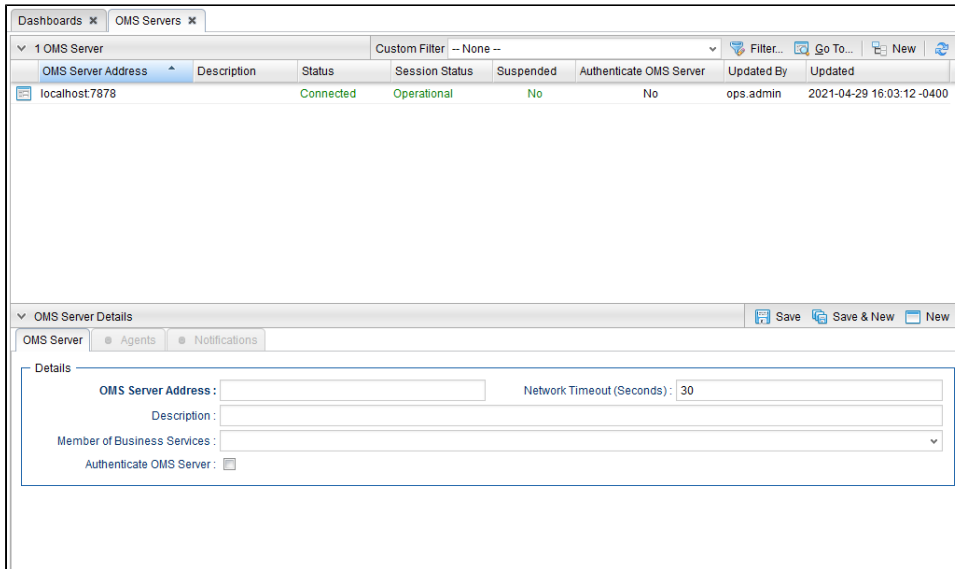 Dashboards OMS Servers
1 OMS Server Custom Filter -- None -- Filter... Go To... New
OMS Server Address Description Status Session Status Suspended Authenticate OMS Server Updated By Updated
localhost:7878 Connected Operational No No ops.admin 2021-04-29 16:03:12 -0400
OMS Server Details Save Save & New New
OMS Server Agents Notifications
Details
OMS Server Address : Network Timeout (Seconds) : 30
Description :
Member of Business Services :
Authenticate OMS Server :